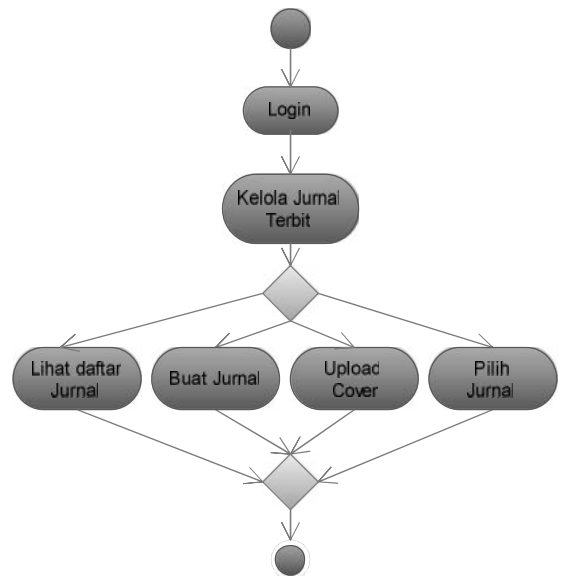 Login
Kelola Jurnal
Terbit
Lihat daftar
Jurnal
Buat Jurnal
Upload
Cover
Pilih
Jurnal